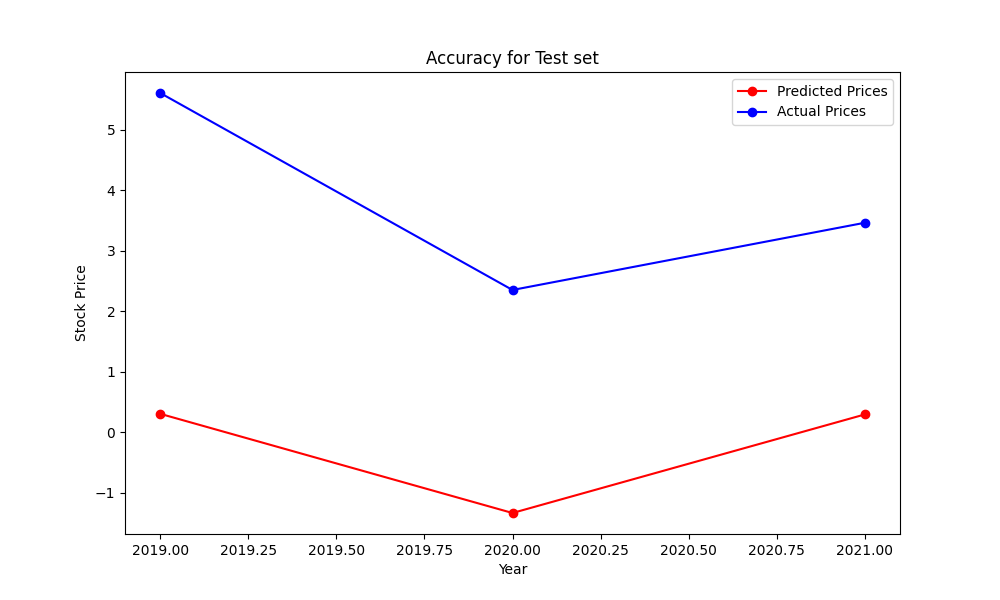 Accuracy for Test set
Predicted Prices
Actual Prices
5
4
3
2
1
0
−1
Stock Price
2019.00 2019.25 2019.50 2019.75 2020.00 2020.25 2020.50 2020.75 2021.00
Year